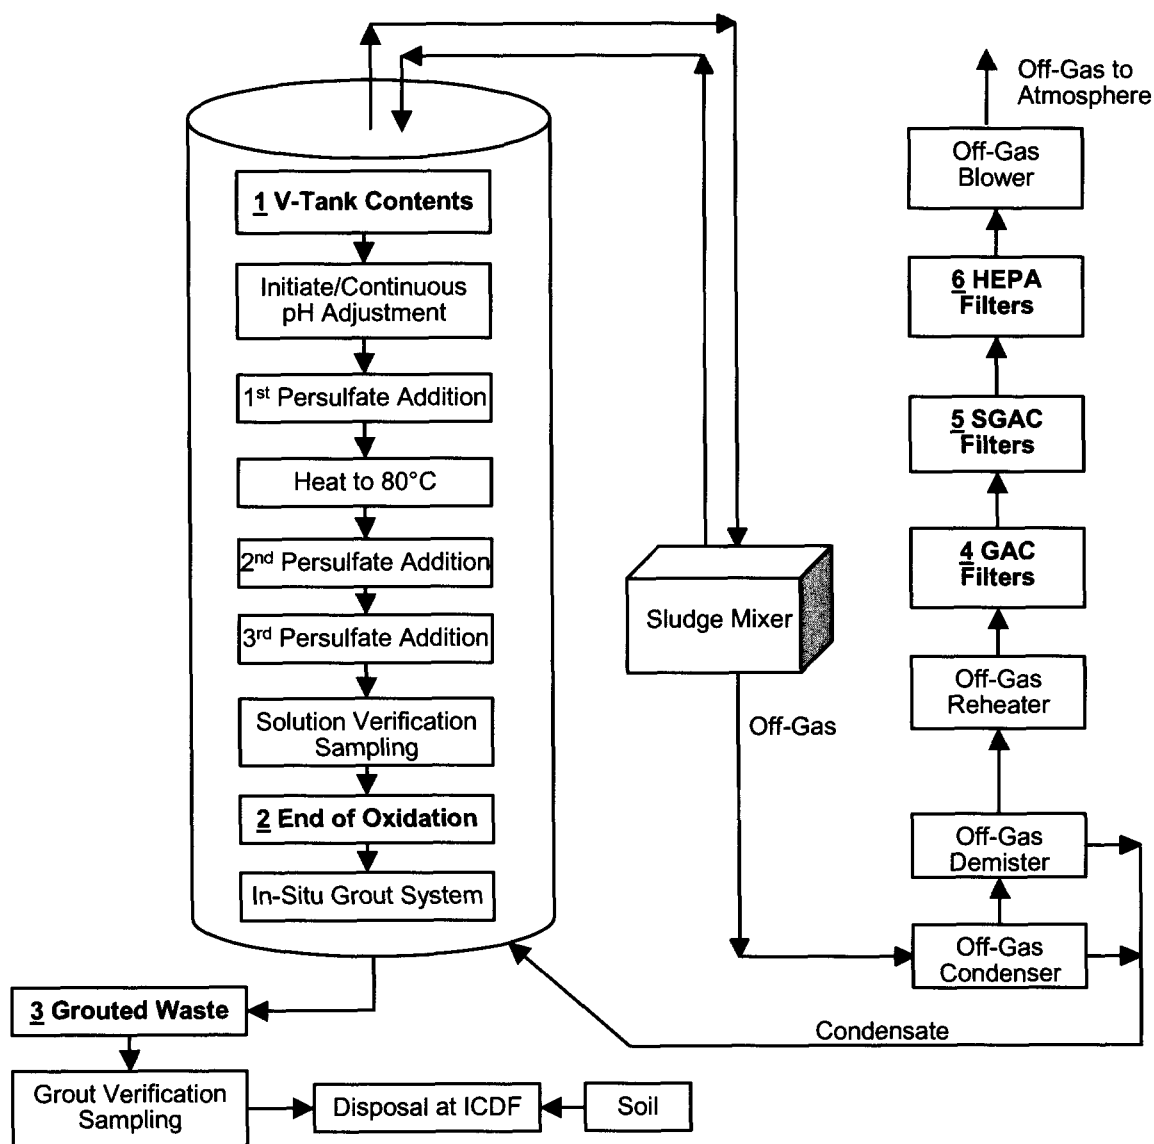 1 V-Tank Contents
Initiate/Continuous
pH Adjustment
1st Persulfate Addition
Heat to 80°C
2nd Persulfate Addition
3rd Persulfate Addition
Solution Verification
Sampling
2 End of Oxidation
In-Situ Grout System
3 Grouted Waste
Grout Verification
Sampling
Disposal at ICDF
Soil
Sludge Mixer
Off-Gas
Off-Gas to
Atmosphere
Off-Gas
Blower
6 HEPA
Filters
5 SGAC
Filters
4 GAC
Filters
Off-Gas
Reheater
Off-Gas
Demister
Off-Gas
Condenser
Condensate